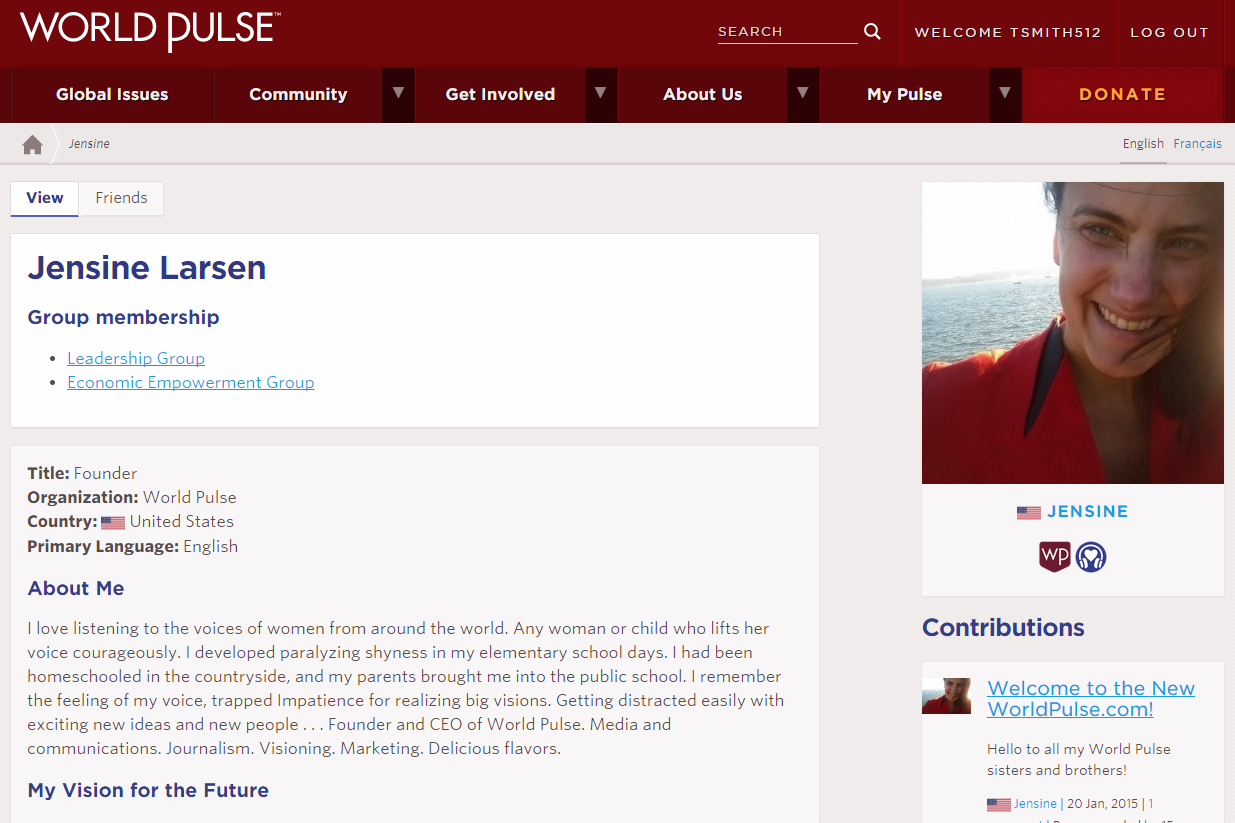 WORLD PULSE™
SEARCH
WELCOME TSMITH512
LOG OUT
Global Issues
Community
▼
Get Involved
▼
About Us
▼
My Pulse
▼
DONATE
Jensine
English
Français
View
Friends
Jensine Larsen
Group membership
• Leadership Group
• Economic Empowerment Group
Title: Founder
Organization: World Pulse
Country: United States
Primary Language: English
About Me
I love listening to the voices of women from around the world. Any woman or child who lifts her
voice courageously. I developed paralyzing shyness in my elementary school days. I had been
homeschooled in the countryside, and my parents brought me into the public school. I remember
the feeling of my voice, trapped Impatience for realizing big visions. Getting distracted easily with
exciting new ideas and new people . . . Founder and CEO of World Pulse. Media and
communications. Journalism. Visioning. Marketing. Delicious flavors.
My Vision for the Future
JENSINE
WP
Contributions
Welcome to the New
WorldPulse.com!
Hello to all my World Pulse
sisters and brothers!
Jensine | 20 Jan, 2015 | 1